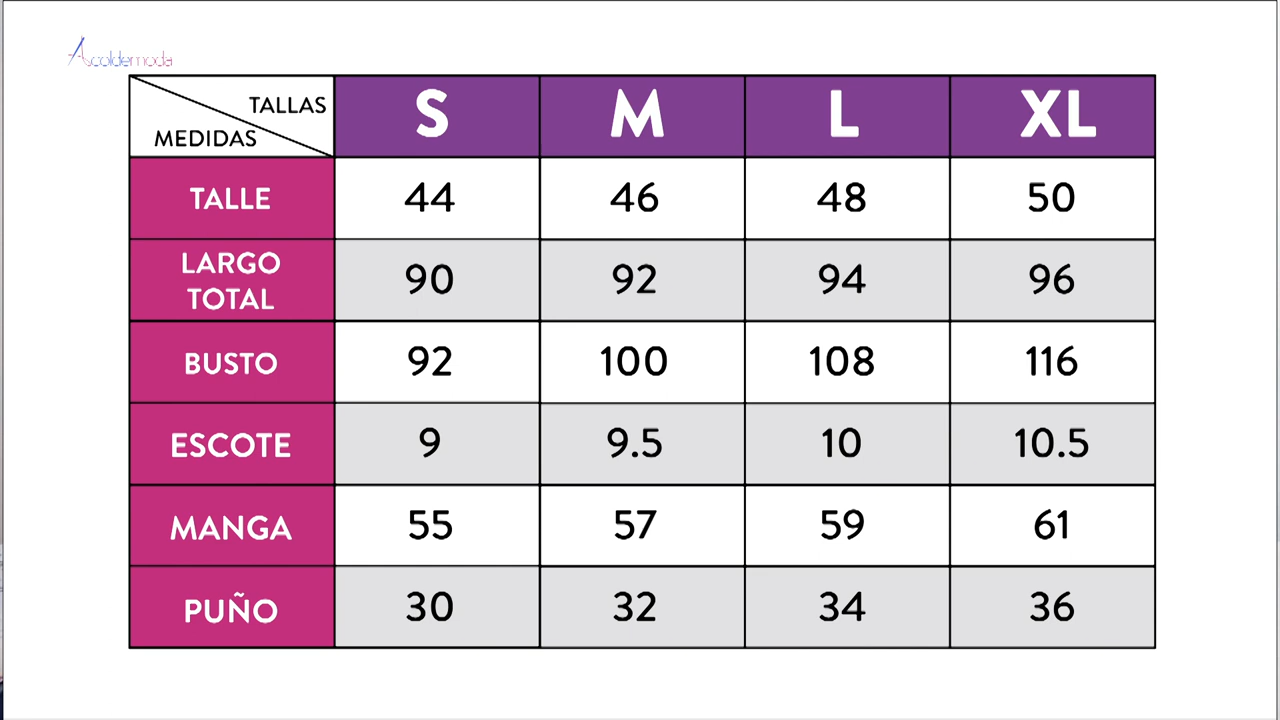 Acoldemoda
TALLAS S M L XL
MEDIDAS
TALLE 44 46 48 50
LARGO
TOTAL 90 92 94 96
BUSTO 92 100 108 116
ESCOTE 9 9.5 10 10.5
MANGA 55 57 59 61
PUÑO 30 32 34 36